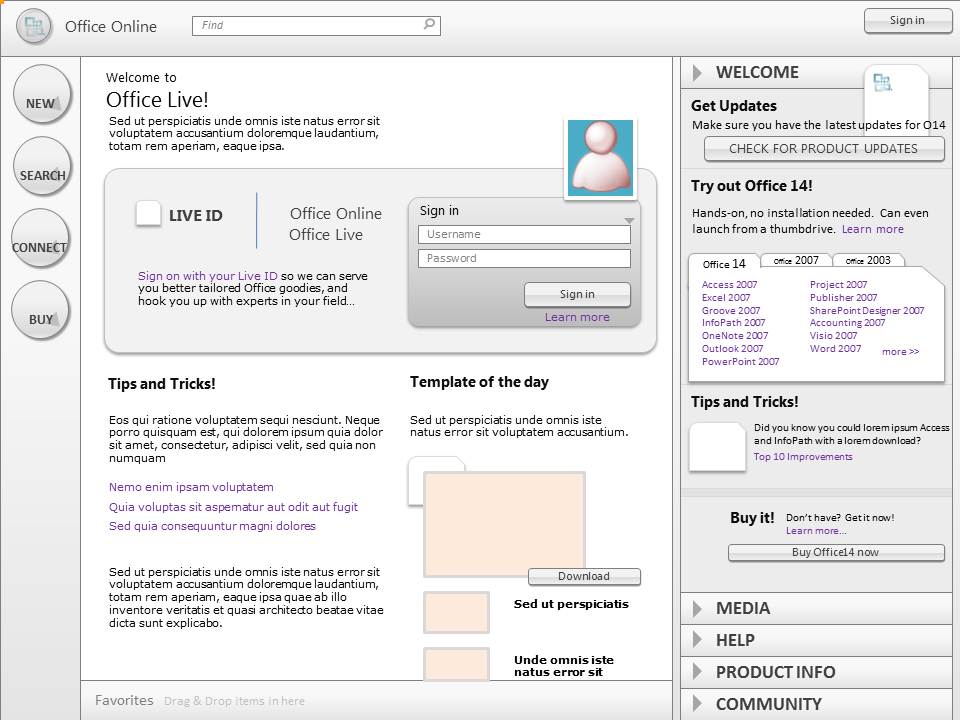 Office Online
Find
Sign in
NEW
SEARCH
CONNECT
BUY
Welcome to
Office Live!
Sed ut perspiciatis unde omnis iste natus error sit
voluptatem accusantium doloremque laudantium,
totam rem aperiam, eaque ipsa.
LIVE ID
Office Online
Office Live
Sign on with your Live ID so we can serve
you better tailored Office goodies, and
hook you up with experts in your field…
Sign in
Username
Password
Sign in
Learn more
Tips and Tricks!
Eos qui ratione voluptatem sequi nesciunt. Neque
porro quisquam est, qui dolorem ipsum quia dolor
sit amet, consectetur, adipisci velit, sed quia non
numquam
Nemo enim ipsam voluptatem
Quia voluptas sit aspernatur aut odit aut fugit
Sed quia consequuntur magni dolores
Sed ut perspiciatis unde omnis iste natus error sit
voluptatem accusantium doloremque laudantium,
totam rem aperiam, eaque ipsa quae ab illo
inventore veritatis et quasi architecto beatae vitae
dicta sunt explicabo.
Template of the day
Sed ut perspiciatis unde omnis iste
natus error sit voluptatem accusantium.
Download
Sed ut perspiciatis
Unde omnis iste
natus error sit
Favorites Drag & Drop items in here
WELCOME
Get Updates
Make sure you have the latest updates for O14
CHECK FOR PRODUCT UPDATES
Try out Office 14!
Hands-on, no installation needed. Can even
launch from a thumbdrive. Learn more
Office 14
Office 2007
Office 2003
Access 2007
Excel 2007
Groove 2007
InfoPath 2007
OneNote 2007
Outlook 2007
PowerPoint 2007
Project 2007
Publisher 2007
SharePoint Designer 2007
Accounting 2007
Visio 2007
Word 2007
more >>
Tips and Tricks!
Did you know you could lorem ipsum Access
and InfoPath with a lorem download?
Top 10 Improvements
Buy it!
Don't have? Get it now!
Learn more…
Buy Office14 now
MEDIA
HELP
PRODUCT INFO
COMMUNITY